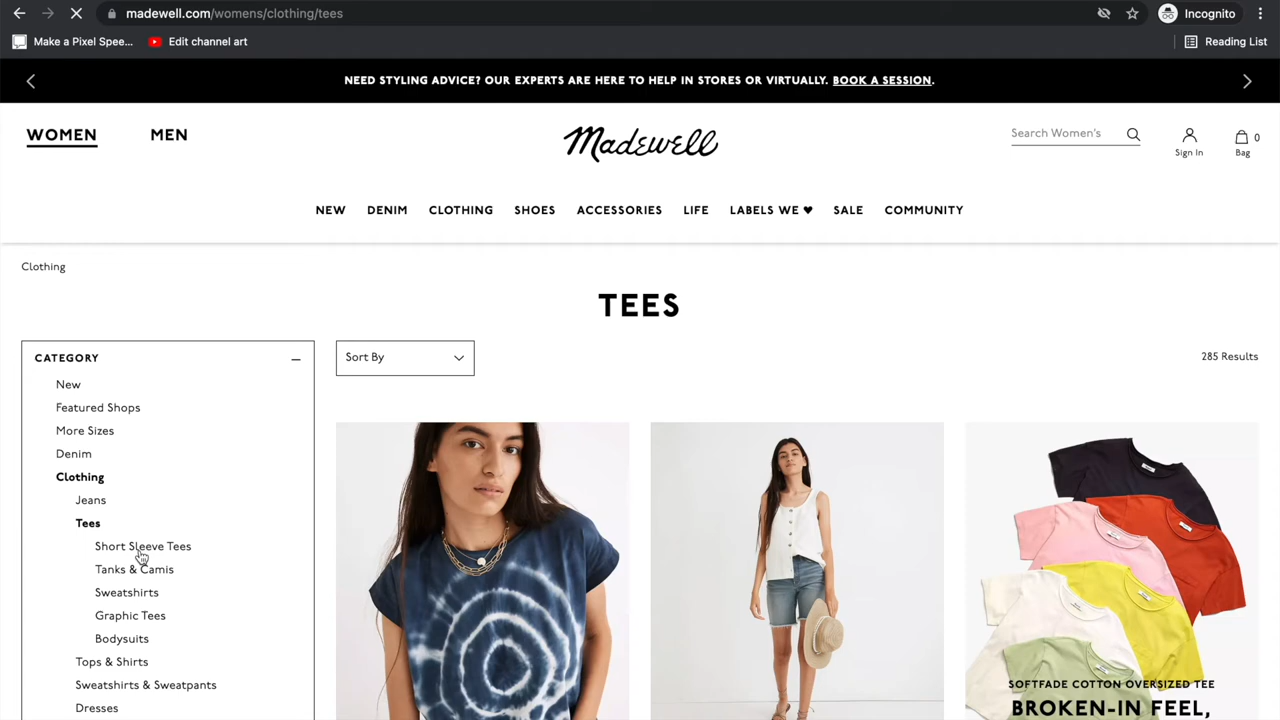 madewell.com/womens/clothing/tees
Incognito
Make a Pixel Spee...
Edit channel art
Reading List
NEED STYLING ADVICE? OUR EXPERTS ARE HERE TO HELP IN STORES OR VIRTUALLY. BOOK A SESSION.
WOMEN
MEN
Madewell
Search Women's
Sign In
0
Bag
NEW
DENIM
CLOTHING
SHOES
ACCESSORIES
LIFE
LABELS WE ♥
SALE
COMMUNITY
Clothing
TEES
CATEGORY
New
Featured Shops
More Sizes
Denim
Clothing
Jeans
Tees
Short Sleeve Tees
Tanks & Camis
Sweatshirts
Graphic Tees
Bodysuits
Tops & Shirts
Sweatshirts & Sweatpants
Dresses
Sort By
285 Results
SOFTFADE COTTON OVERSIZED TEE
BROKEN-IN FEEL,